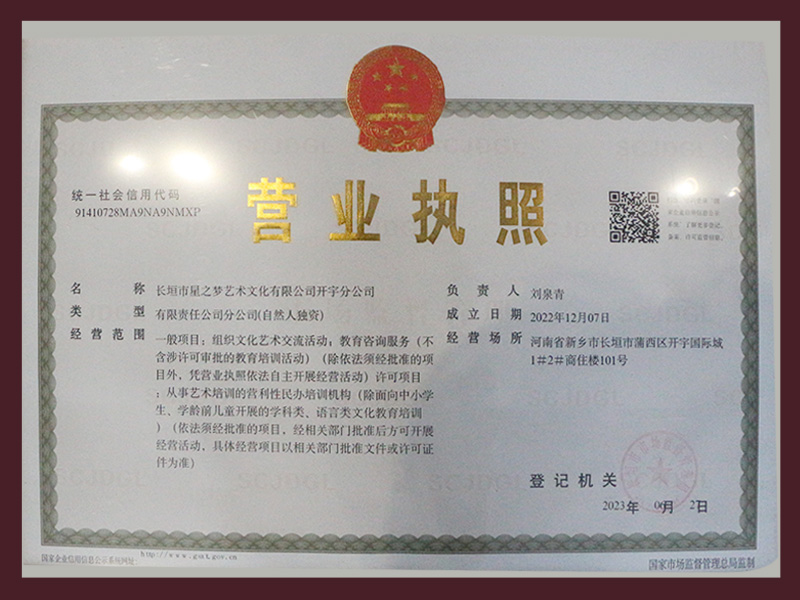 统一社会信用代码
91410728MA9NA9NMXP
营业执照
名 称 长垣市星之梦艺术文化有限公司开宇分公司
类 型 有限责任公司分公司(自然人独资)
经营范围 一般项目：组织文化艺术交流活动；教育咨询服务（不
含涉许可审批的教育培训活动）（除依法须经批准的项
目外，凭营业执照依法自主开展经营活动）许可项目
：从事艺术培训的营利性民办培训机构（除面向中小学
生、学龄前儿童开展的学科类、语言类文化教育培训
）（依法须经批准的项目，经相关部门批准后方可开展
经营活动，具体经营项目以相关部门批准文件或许可证
件为准）
负责人 刘泉青
成立日期 2022年12月07日
经营场所 河南省新乡市长垣市蒲西区开宇国际城
1#2#商住楼101号
登记机关
2023年 06月 2日
国家企业信用信息公示系统网址：
http://www.gsxt.gov.cn
国家市场监督管理总局监制